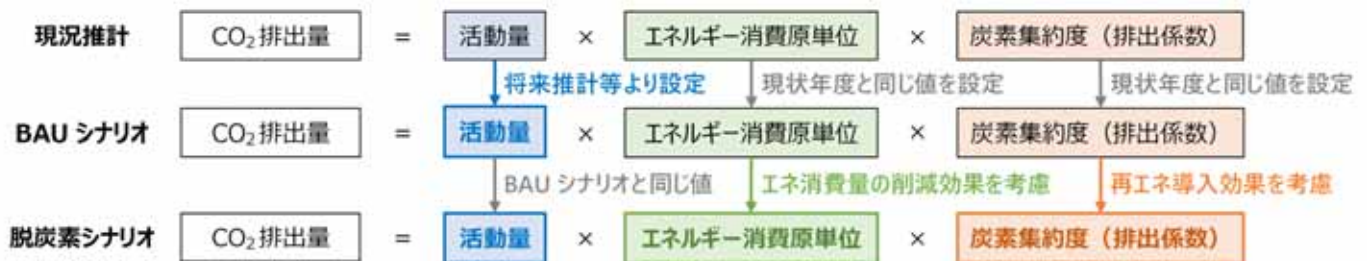 現況推計 CO₂排出量 = 活動量 × エネルギー消費原単位 × 炭素集約度（排出係数）
将来推計等より設定 現状年度と同じ値を設定 現状年度と同じ値を設定
BAU シナリオ CO₂排出量 = 活動量 × エネルギー消費原単位 × 炭素集約度（排出係数）
BAU シナリオと同じ値 エネ消費量の削減効果を考慮 再エネ導入効果を考慮
脱炭素シナリオ CO₂排出量 = 活動量 × エネルギー消費原単位 × 炭素集約度（排出係数）